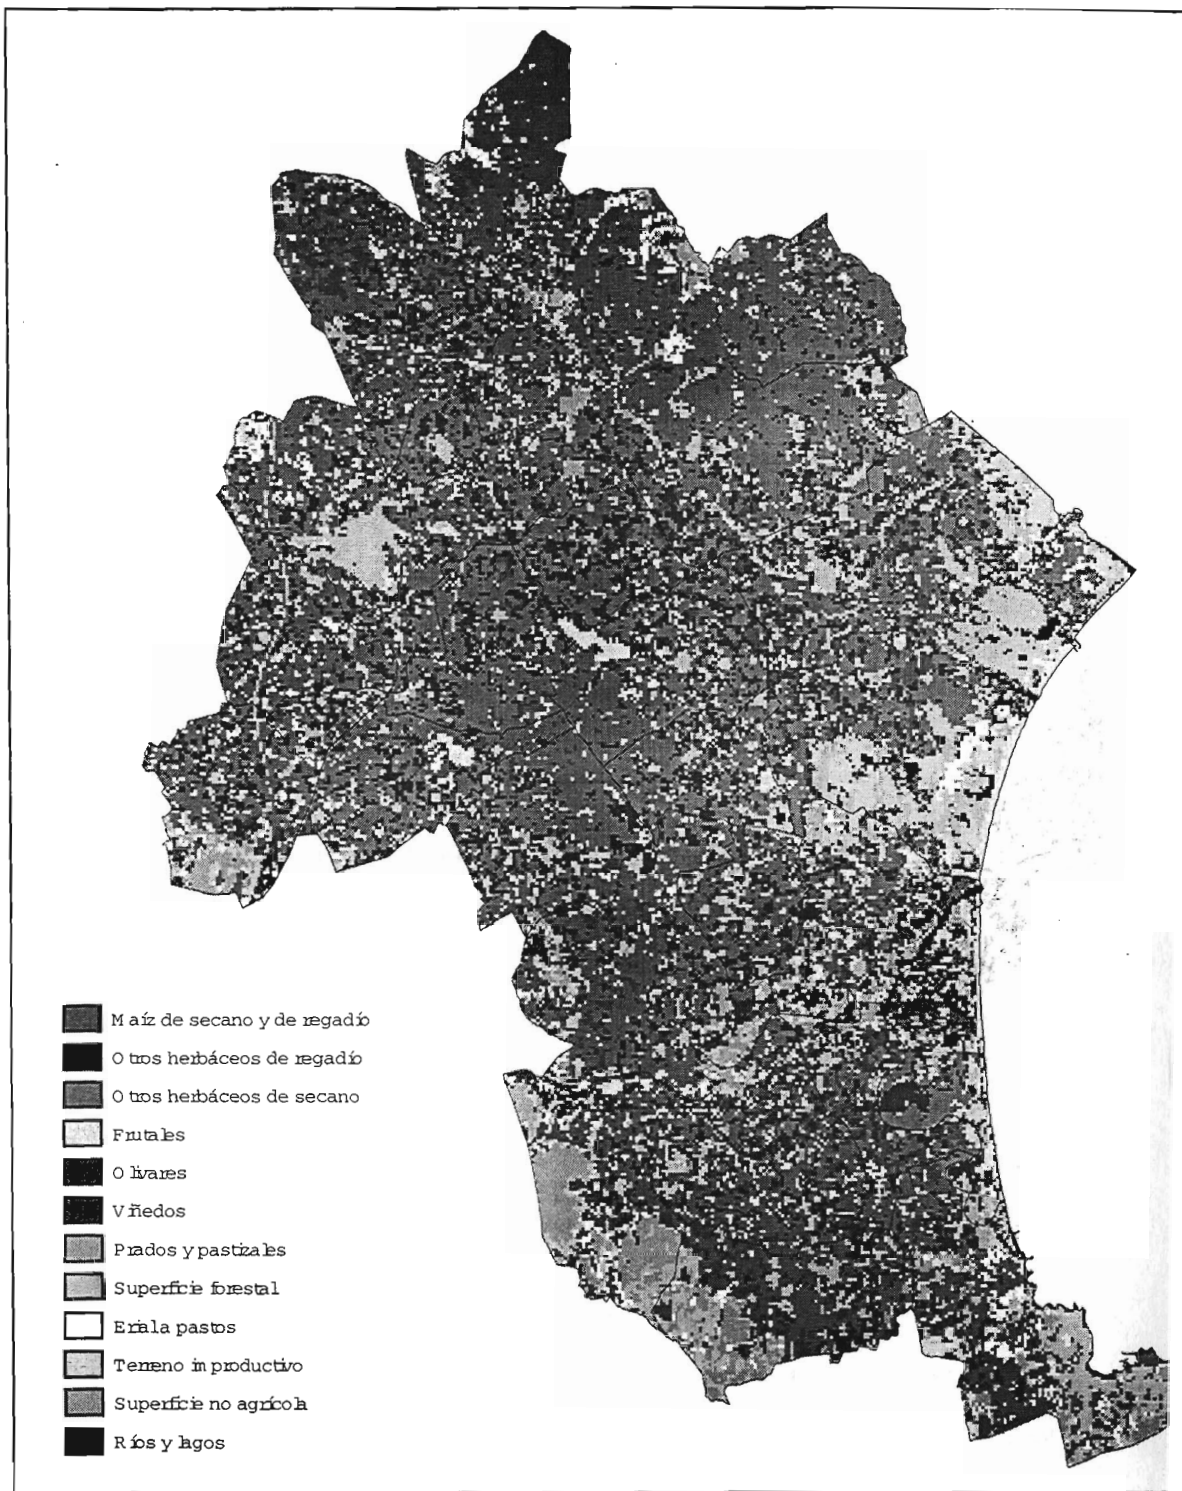 Maíz de secano y de regadío
Otros herbáceos de regadío
Otros herbáceos de secano
Frutales
Olivares
Viñedos
Prados y pastizales
Superficie forestal
Erial a pastos
Terreno improductivo
Superficie no agrícola
Ríos y lagos